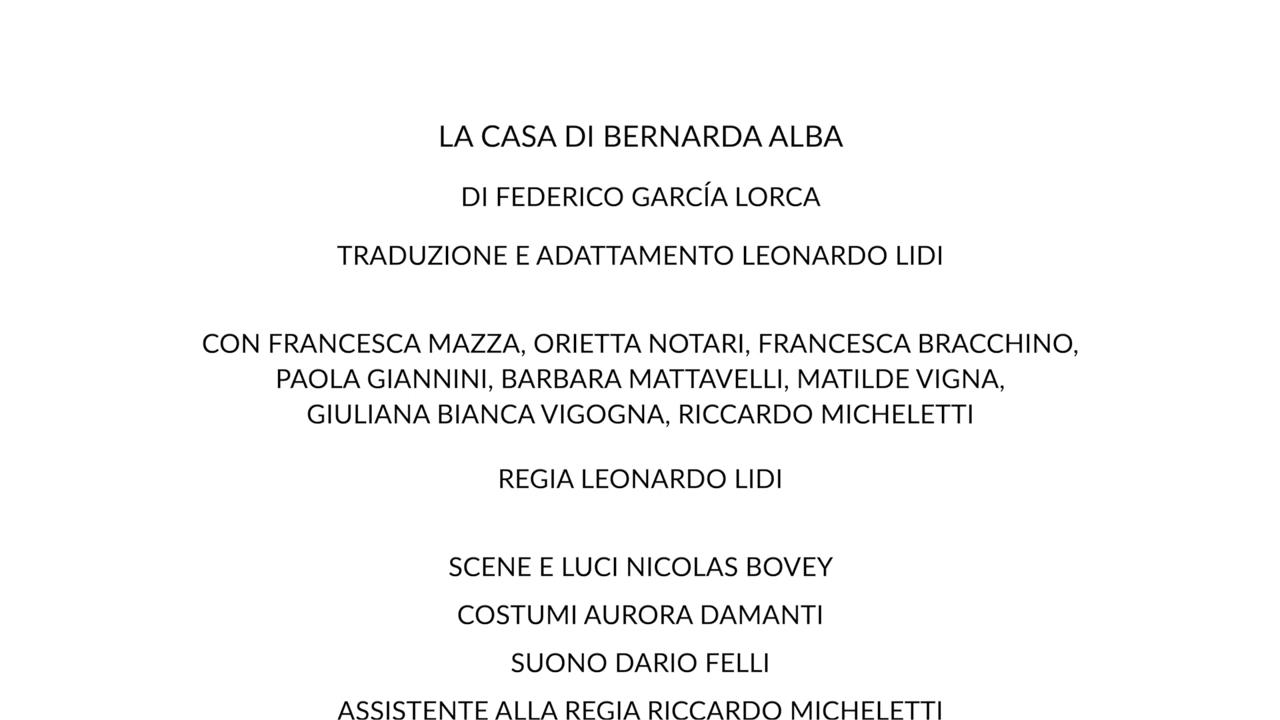 LA CASA DI BERNARDA ALBA
DI FEDERICO GARCÍA LORCA
TRADUZIONE E ADATTAMENTO LEONARDO LIDI
CON FRANCESCA MAZZA, ORIETTA NOTARI, FRANCESCA BRACCHINO,
PAOLA GIANNINI, BARBARA MATTAVELLI, MATILDE VIGNA,
GIULIANA BIANCA VIGOGNA, RICCARDO MICHELETTI
REGIA LEONARDO LIDI
SCENE E LUCI NICOLAS BOVEY
COSTUMI AURORA DAMANTI
SUONO DARIO FELLI
ASSISTENTE ALLA REGIA RICCARDO MICHELETTI